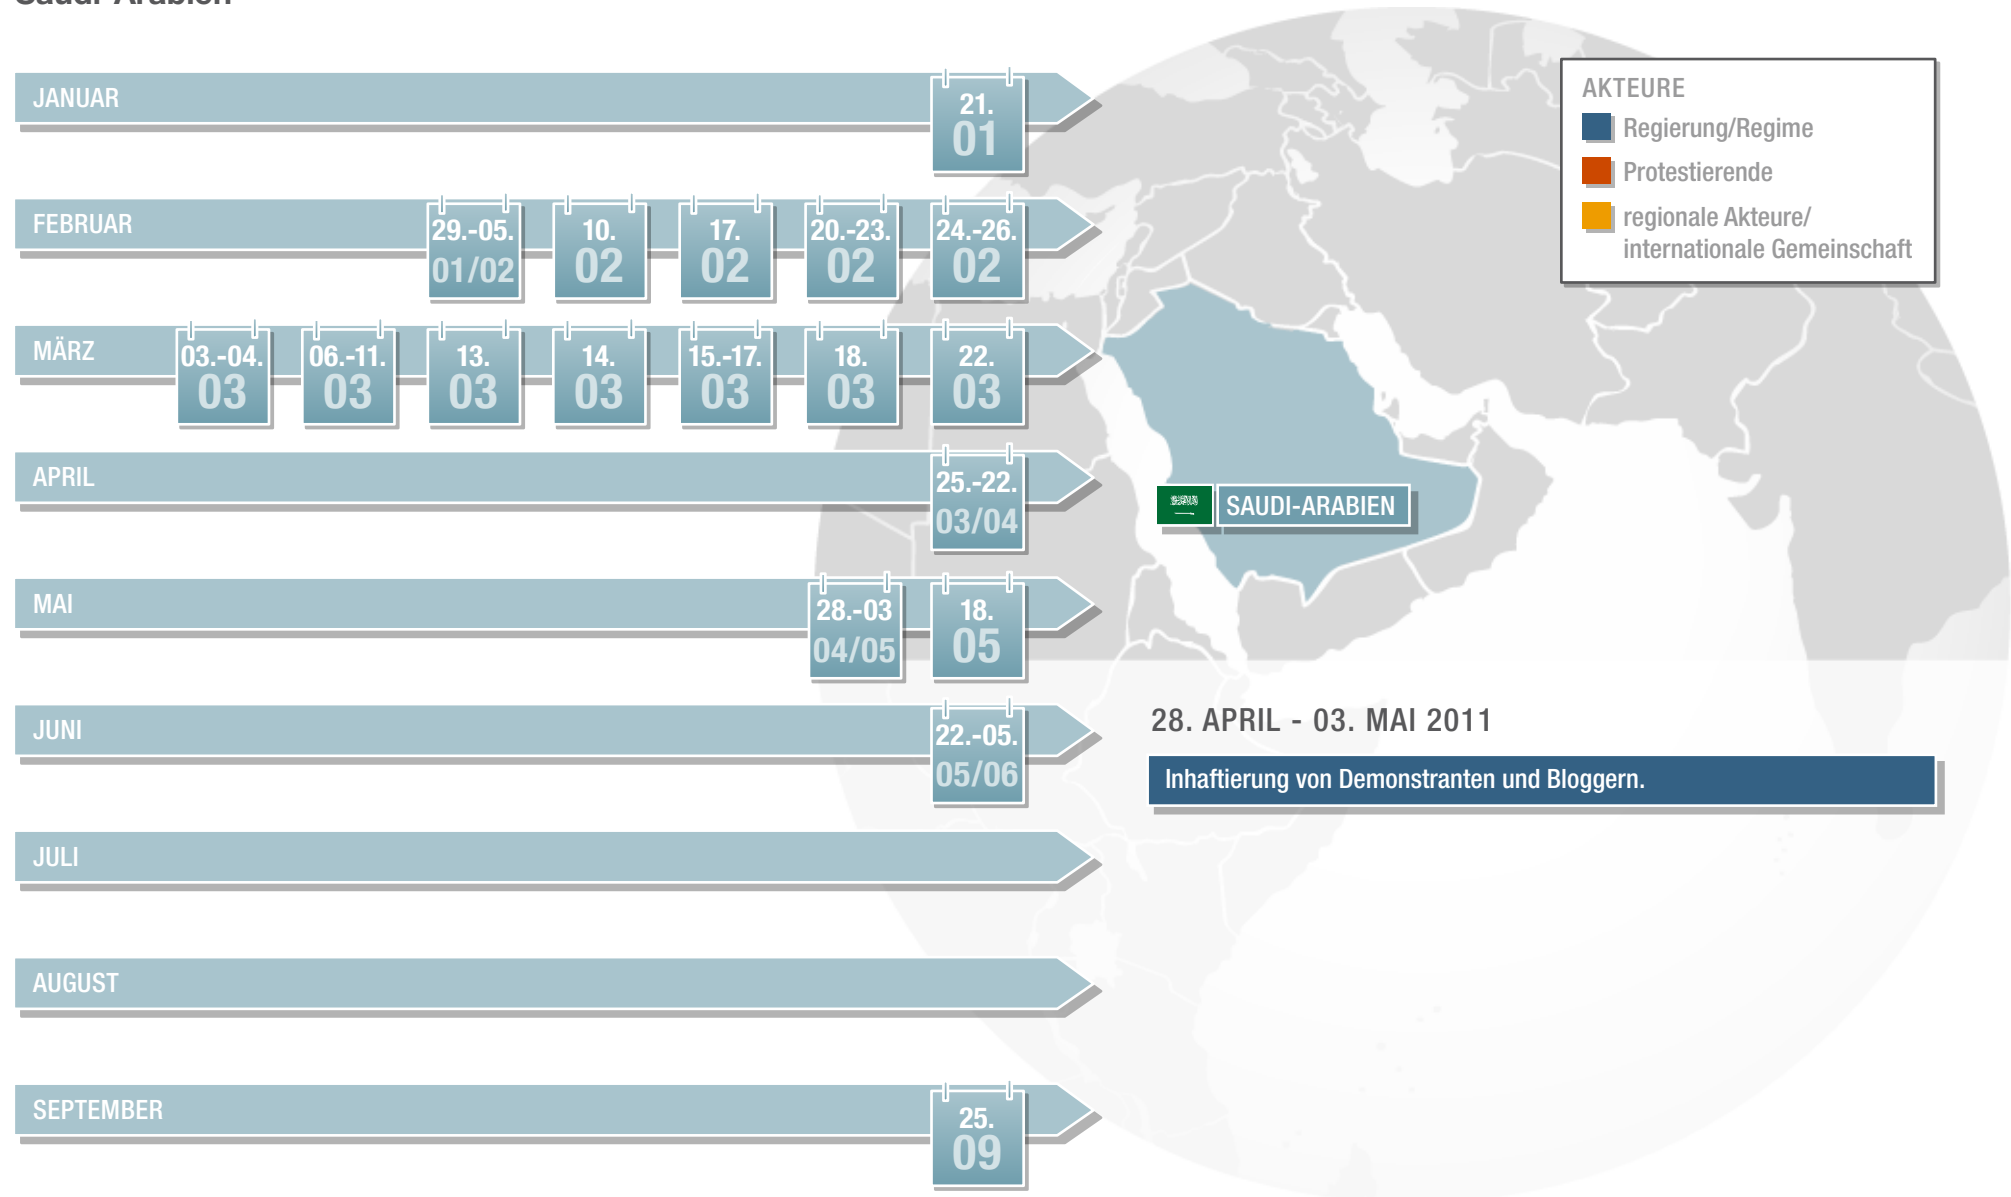 Saudi-Arabien
JANUAR
21.
01
FEBRUAR
29.-05.
01/02
10.
02
17.
02
20.-23.
02
24.-26.
02
MÄRZ
03.-04.
03
06.-11.
03
13.
03
14.
03
15.-17.
03
18.
03
22.
03
APRIL
25.-22.
03/04
MAI
28.-03
04/05
18.
05
JUNI
22.-05.
05/06
JULI
AUGUST
SEPTEMBER
25.
09
AKTEURE
Regierung/Regime
Protestierende
regionale Akteure/
internationale Gemeinschaft
SAUDI-ARABIEN
28. APRIL - 03. MAI 2011
Inhaftierung von Demonstranten und Bloggern.